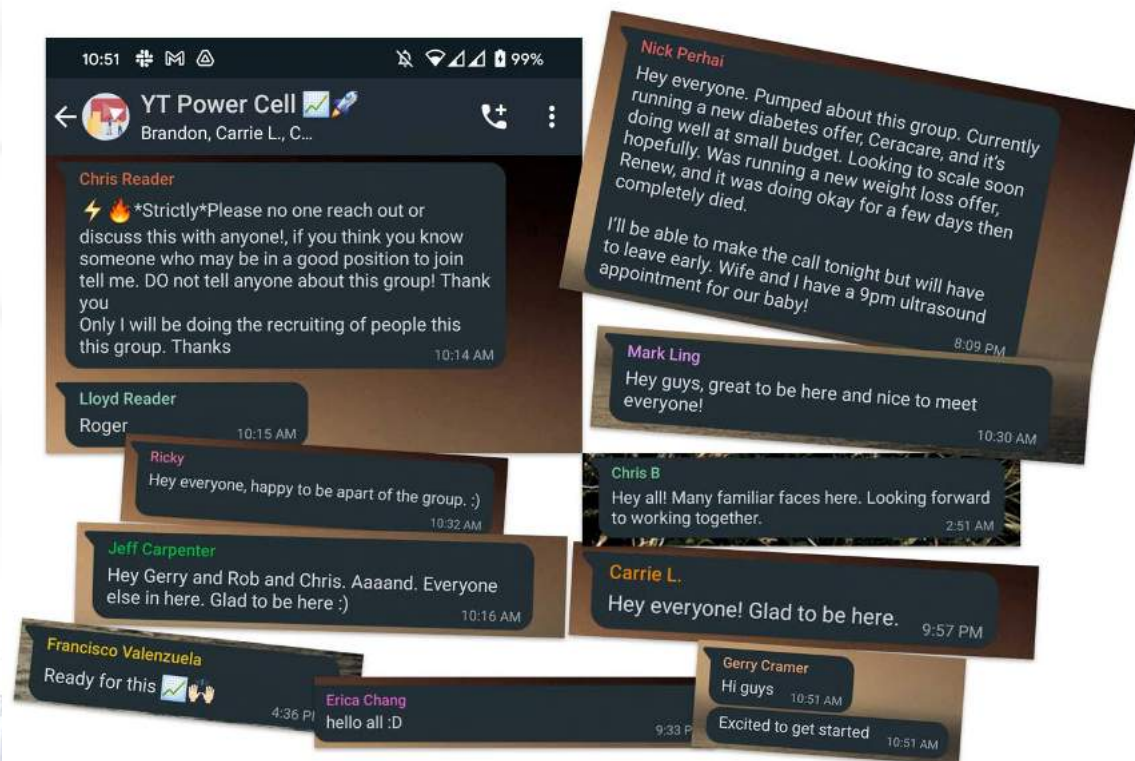 10:51
99%
YT Power Cell 📈🚀
Brandon, Carrie L., C...
Chris Reader
⚡🔥*Strictly*Please no one reach out or
discuss this with anyone!, if you think you know
someone who may be in a good position to join
tell me. DO not tell anyone about this group! Thank
you
Only I will be doing the recruiting of people this
this group. Thanks
10:14 AM
Lloyd Reader
Roger
10:15 AM
Ricky
Hey everyone, happy to be apart of the group. :)
10:32 AM
Jeff Carpenter
Hey Gerry and Rob and Chris. Aaaand. Everyone
else in here. Glad to be here :)
10:16 AM
Francisco Valenzuela
Ready for this 📈🙌🏻
4:36 P
Erica Chang
hello all :D
9:33 P
Nick Perhai
Hey everyone. Pumped about this group. Currently
running a new diabetes offer, Ceracare, and it's
doing well at small budget. Looking to scale soon
hopefully. Was running a new weight loss offer,
Renew, and it was doing okay for a few days then
completely died.
I'll be able to make the call tonight but will have
to leave early. Wife and I have a 9pm ultrasound
appointment for our baby!
8:09 PM
Mark Ling
Hey guys, great to be here and nice to meet
everyone!
10:30 AM
Chris B
Hey all! Many familiar faces here. Looking forward
to working together.
2:51 AM
Carrie L.
Hey everyone! Glad to be here.
9:57 PM
Gerry Cramer
Hi guys
10:51 AM
Excited to get started
10:51 AM